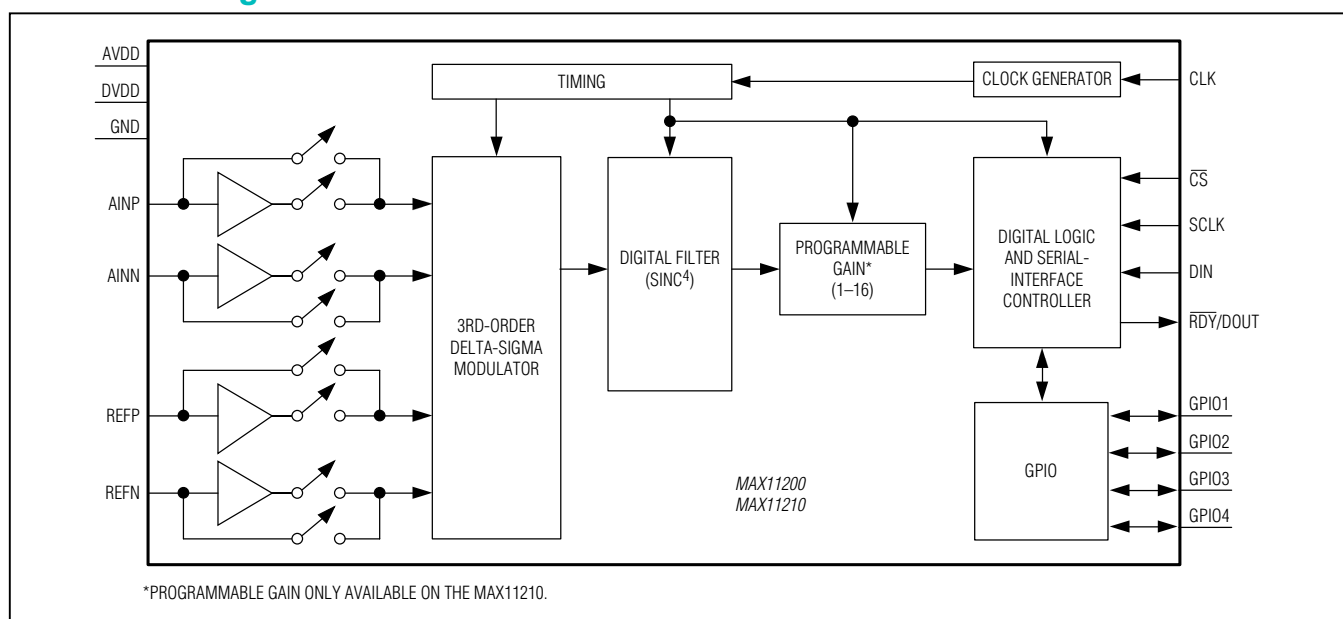 AVDD
DVDD
GND
AINP
AINN
REFP
REFN
TIMING
CLOCK GENERATOR
CLK
3RD-ORDER
DELTA-SIGMA
MODULATOR
DIGITAL FILTER
(SINC4)
PROGRAMMABLE
GAIN*
(1–16)
DIGITAL LOGIC
AND SERIAL-
INTERFACE
CONTROLLER
CS
SCLK
DIN
RDY/DOUT
GPIO
GPIO1
GPIO2
GPIO3
GPIO4
MAX11200
MAX11210
*PROGRAMMABLE GAIN ONLY AVAILABLE ON THE MAX11210.